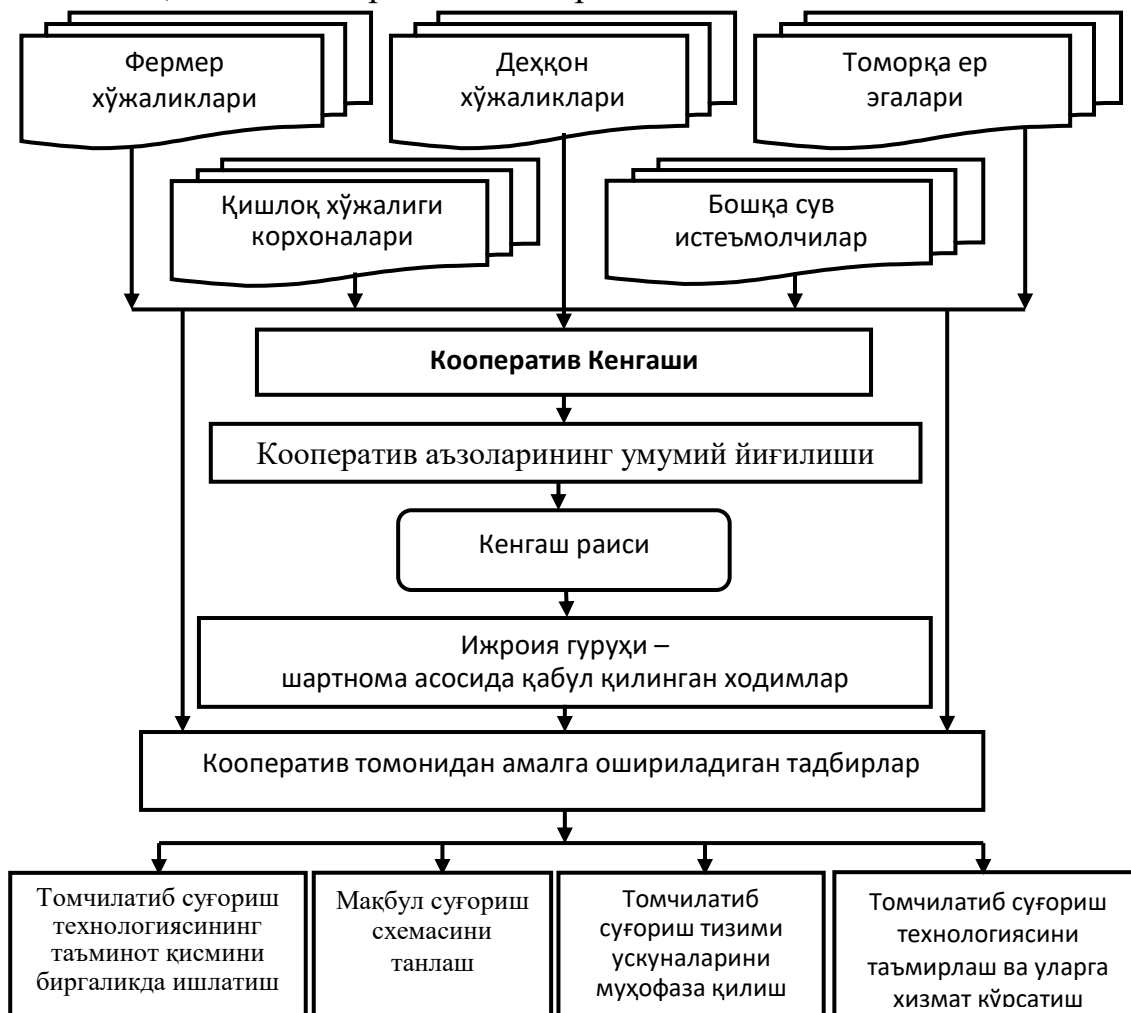 Фермер
хўжаликлари
Деҳқон
хўжаликлари
Томорқа ер
эгалари
Қишлоқ хўжалиги
корхоналари
Бошқа сув
истеъмолчилар
Кооператив Кенгаши
Кооператив аъзоларининг умумий йиғилиши
Кенгаш раиси
Ижроия гуруҳи –
шартнома асосида қабул қилинган ходимлар
Кооператив томонидан амалга ошириладиган тадбирлар
Томчилатиб суғориш
технологиясининг
таъминот қисмини
биргаликда ишлатиш
Мақбул суғориш
схемасини
танлаш
Томчилатиб
суғориш тизими
ускуналарини
муҳофаза қилиш
Томчилатиб суғориш
технологиясини
таъмирлаш ва уларга
хизмат кўрсатиш